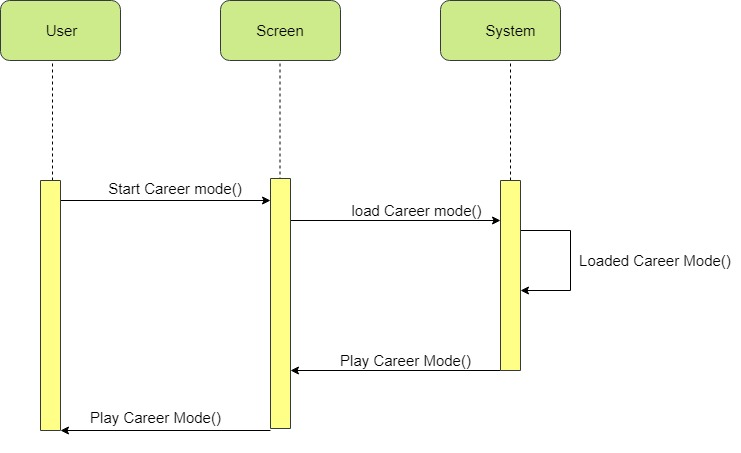 User
Screen
System
Start Career mode()
load Career mode()
Loaded Career Mode()
Play Career Mode()
Play Career Mode()